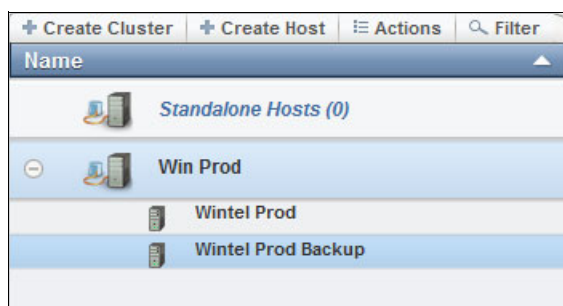 Create Cluster Create Host Actions Filter
Name
Standalone Hosts (0)
Win Prod
Wintel Prod
Wintel Prod Backup